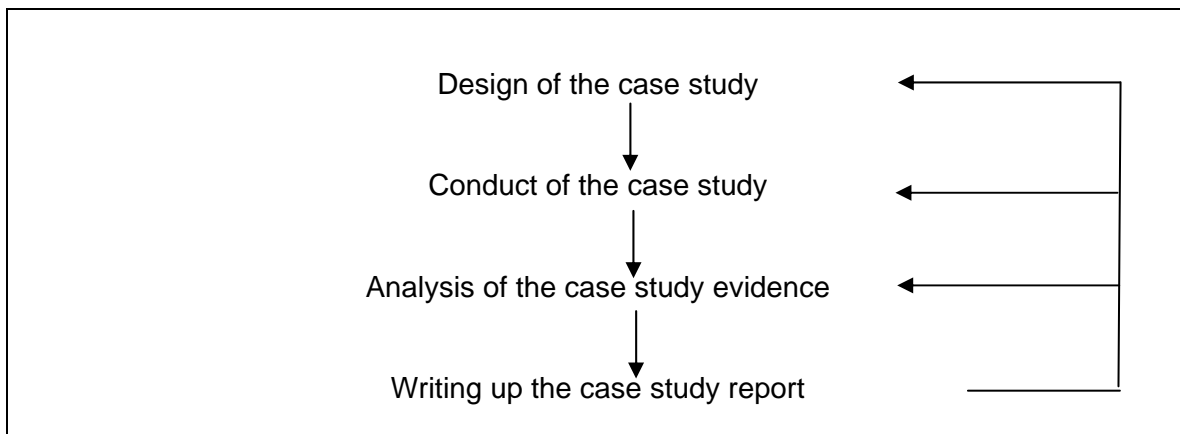 Design of the case study
Conduct of the case study
Analysis of the case study evidence
Writing up the case study report